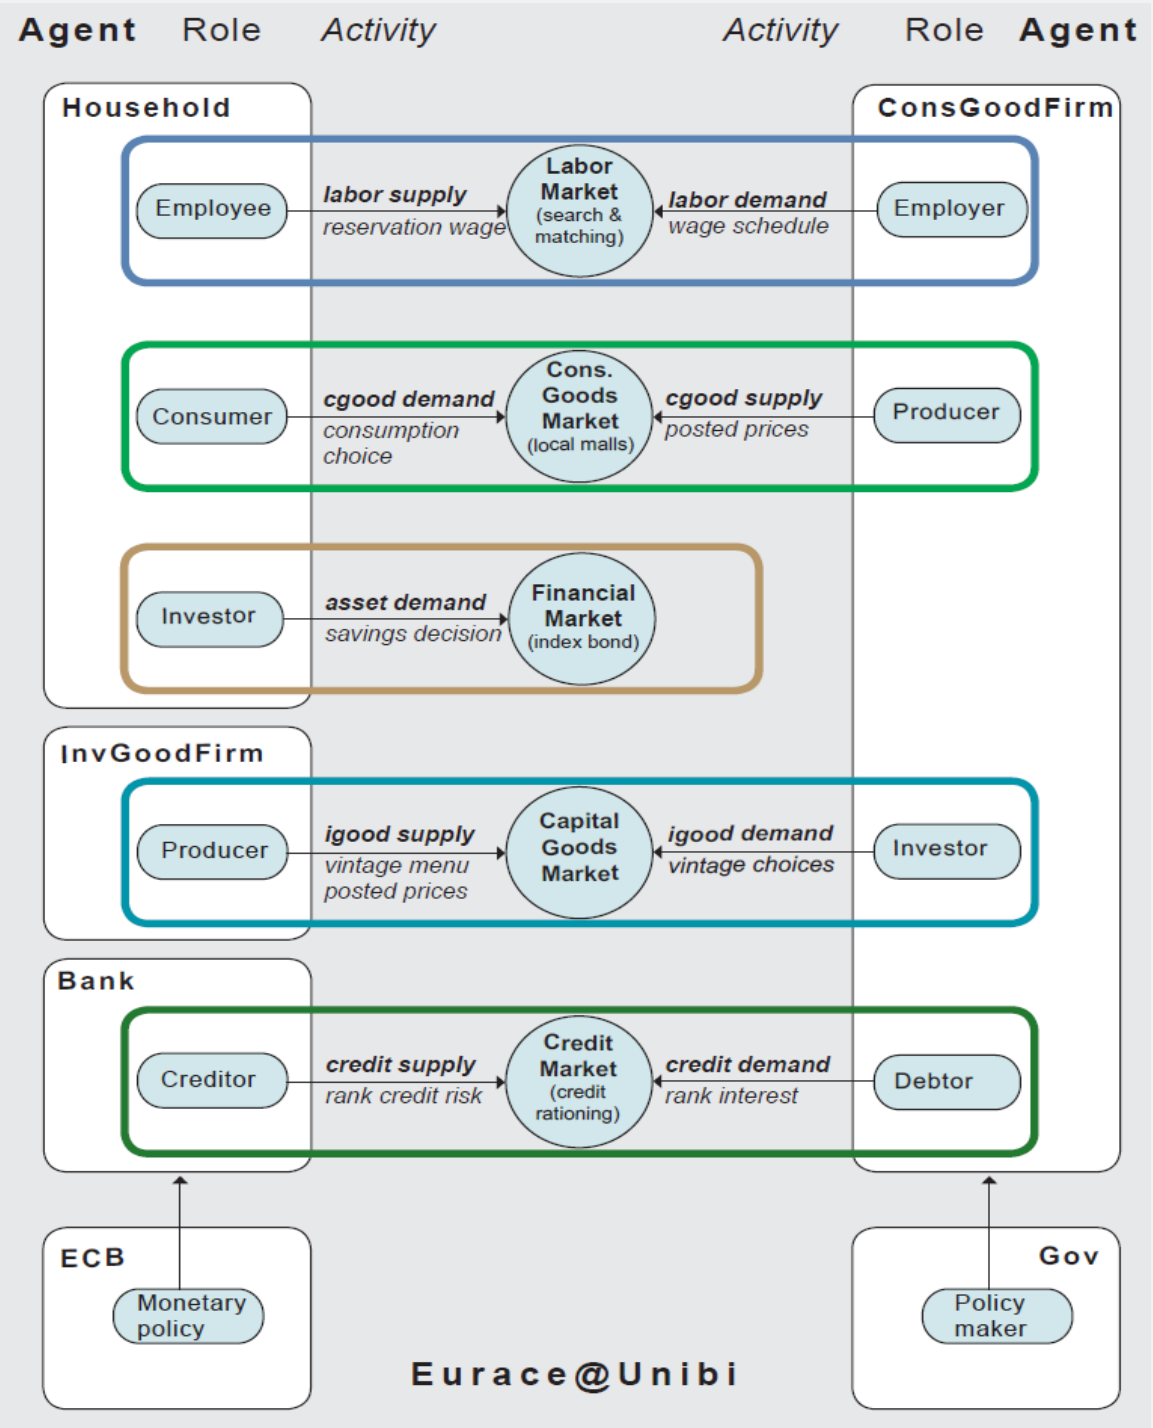 Agent Role Activity Activity Role Agent
Household
ConsGoodFirm
Employee
labor supply
reservation wage
Labor
Market
(search &
matching)
labor demand
wage schedule
Employer
Consumer
cgood demand
consumption
choice
Cons.
Goods
Market
(local malls)
cgood supply
posted prices
Producer
Investor
asset demand
savings decision
Financial
Market
(index bond)
InvGoodFirm
Producer
igood supply
vintage menu
posted prices
Capital
Goods
Market
igood demand
vintage choices
Investor
Bank
Creditor
credit supply
rank credit risk
Credit
Market
(credit
rationing)
credit demand
rank interest
Debtor
ECB
Monetary
policy
Gov
Policy
maker
Eurace@Unibi